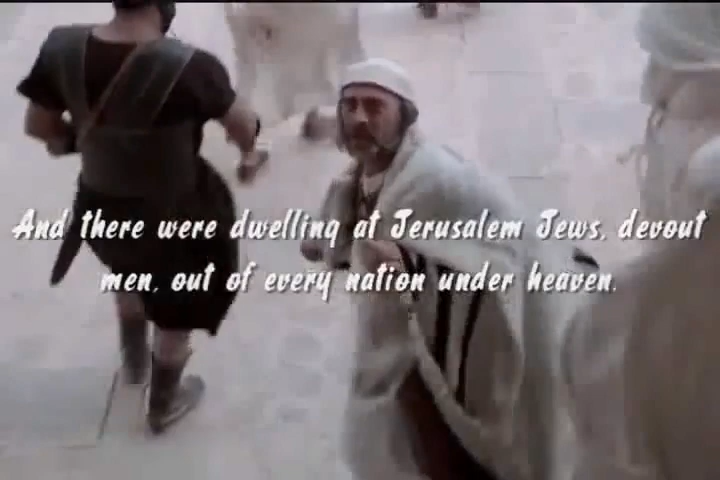 And there were dwelling at Jerusalem Jews, devout
men, out of every nation under heaven.